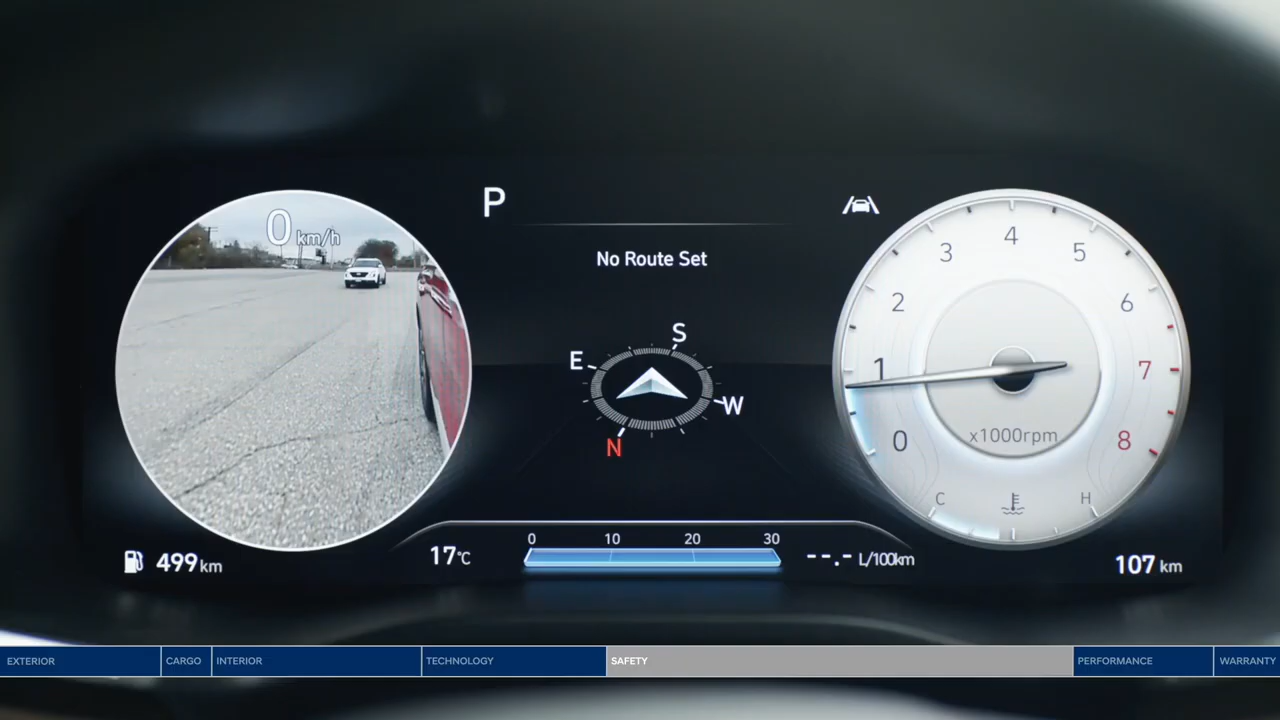 P
0 km/h
No Route Set
S
E
W
N
4
3
5
2
6
1
7
0
8
x1000rpm
C
H
0 10 20 30
499 km
17°C
--.- L/100km
107 km
EXTERIOR
CARGO
INTERIOR
TECHNOLOGY
SAFETY
PERFORMANCE
WARRANTY